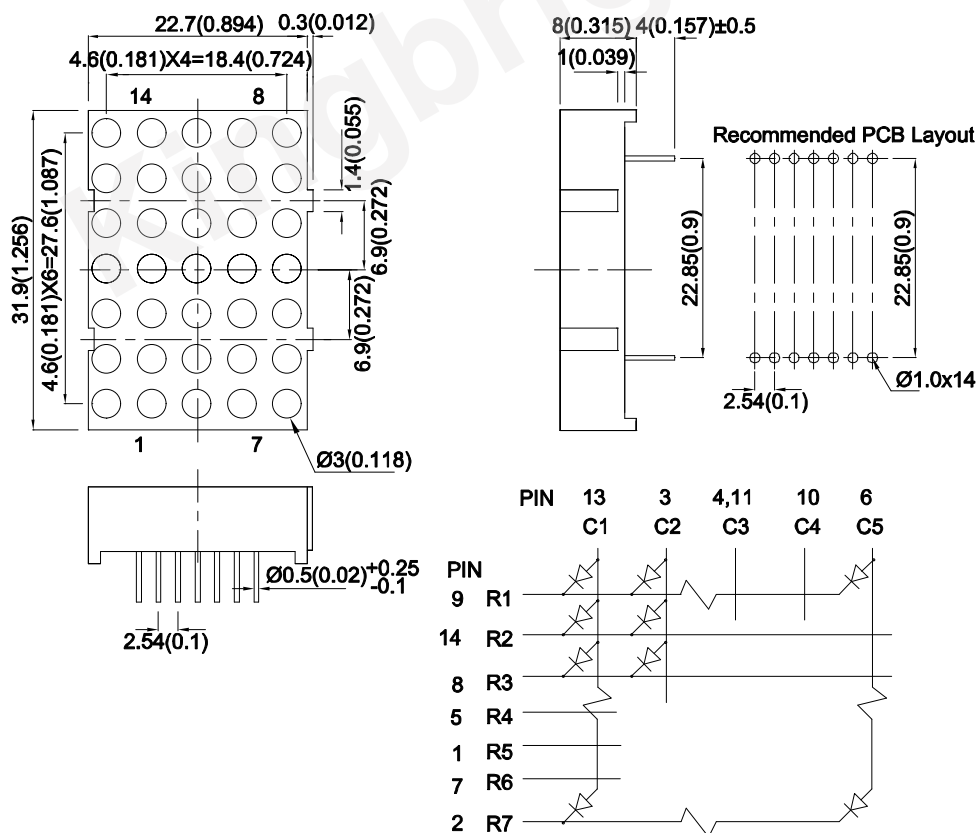 22.7(0.894)
0.3(0.012)
4.6(0.181)X4=18.4(0.724)
14
8
1.4(0.055)
6.9(0.272)
6.9(0.272)
31.9(1.256)
4.6(0.181)X6=27.6(1.087)
1
7
Ø3(0.118)
8(0.315)
4(0.157)±0.5
1(0.039)
22.85(0.9)
Recommended PCB Layout
22.85(0.9)
Ø1.0x14
2.54(0.1)
Ø0.5(0.02)+0.25
-0.1
2.54(0.1)
PIN 13 3 4,11 10 6
C1 C2 C3 C4 C5
PIN
9 R1
14 R2
8 R3
5 R4
1 R5
7 R6
2 R7
Kingbrig